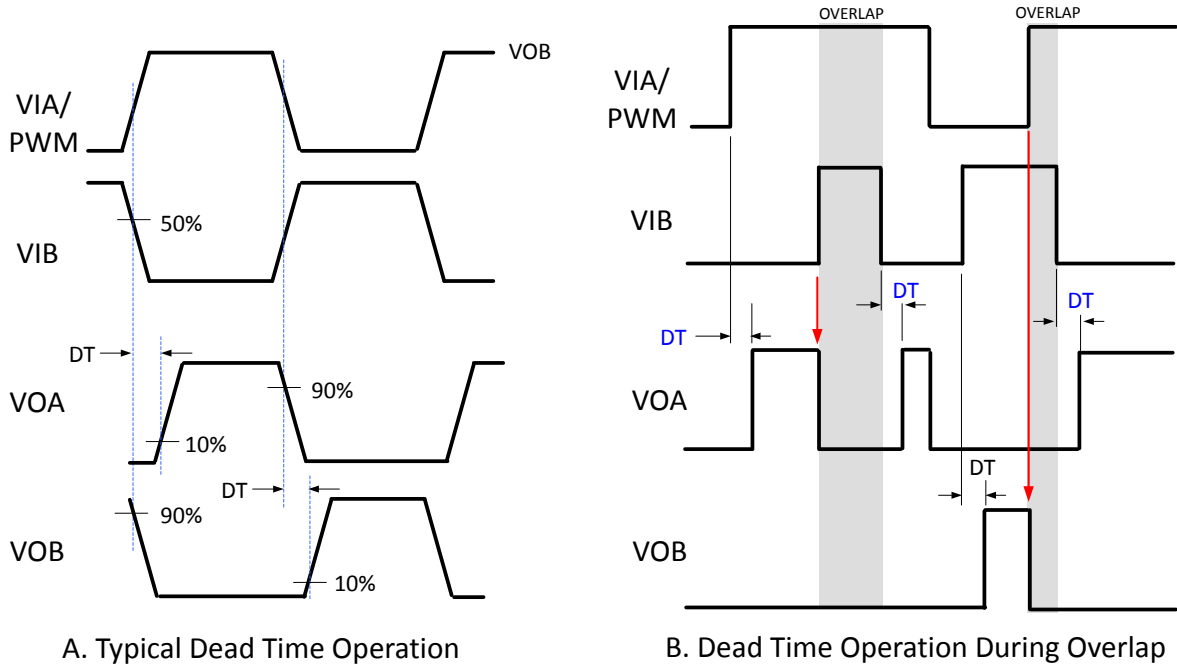 VOB
VIA/
PWM
50%
VIB
DT
90%
VOA
10%
DT
90%
VOB
10%
A. Typical Dead Time Operation
OVERLAP
OVERLAP
VIA/
PWM
VIB
DT
DT
DT
VOA
DT
VOB
B. Dead Time Operation During Overlap